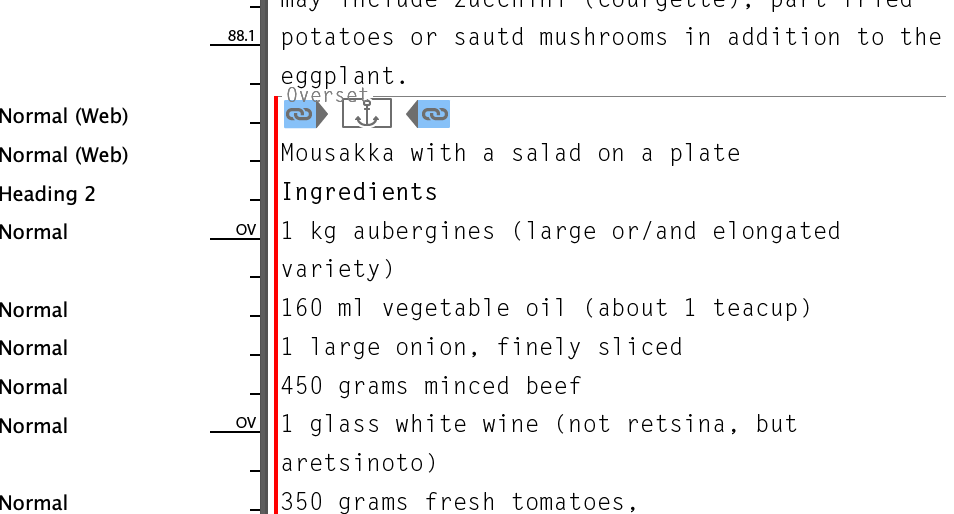 may include zucchini (courgette), part fried
88.1 potatoes or sautd mushrooms in addition to the
eggplant.
Overset
Normal (Web)
Normal (Web) Mousakka with a salad on a plate
Heading 2 Ingredients
Normal OV 1 kg aubergines (large or/and elongated
variety)
Normal 160 ml vegetable oil (about 1 teacup)
Normal 1 large onion, finely sliced
Normal 450 grams minced beef
Normal OV 1 glass white wine (not retsina, but
aretsinoto)
Normal 350 grams fresh tomatoes,